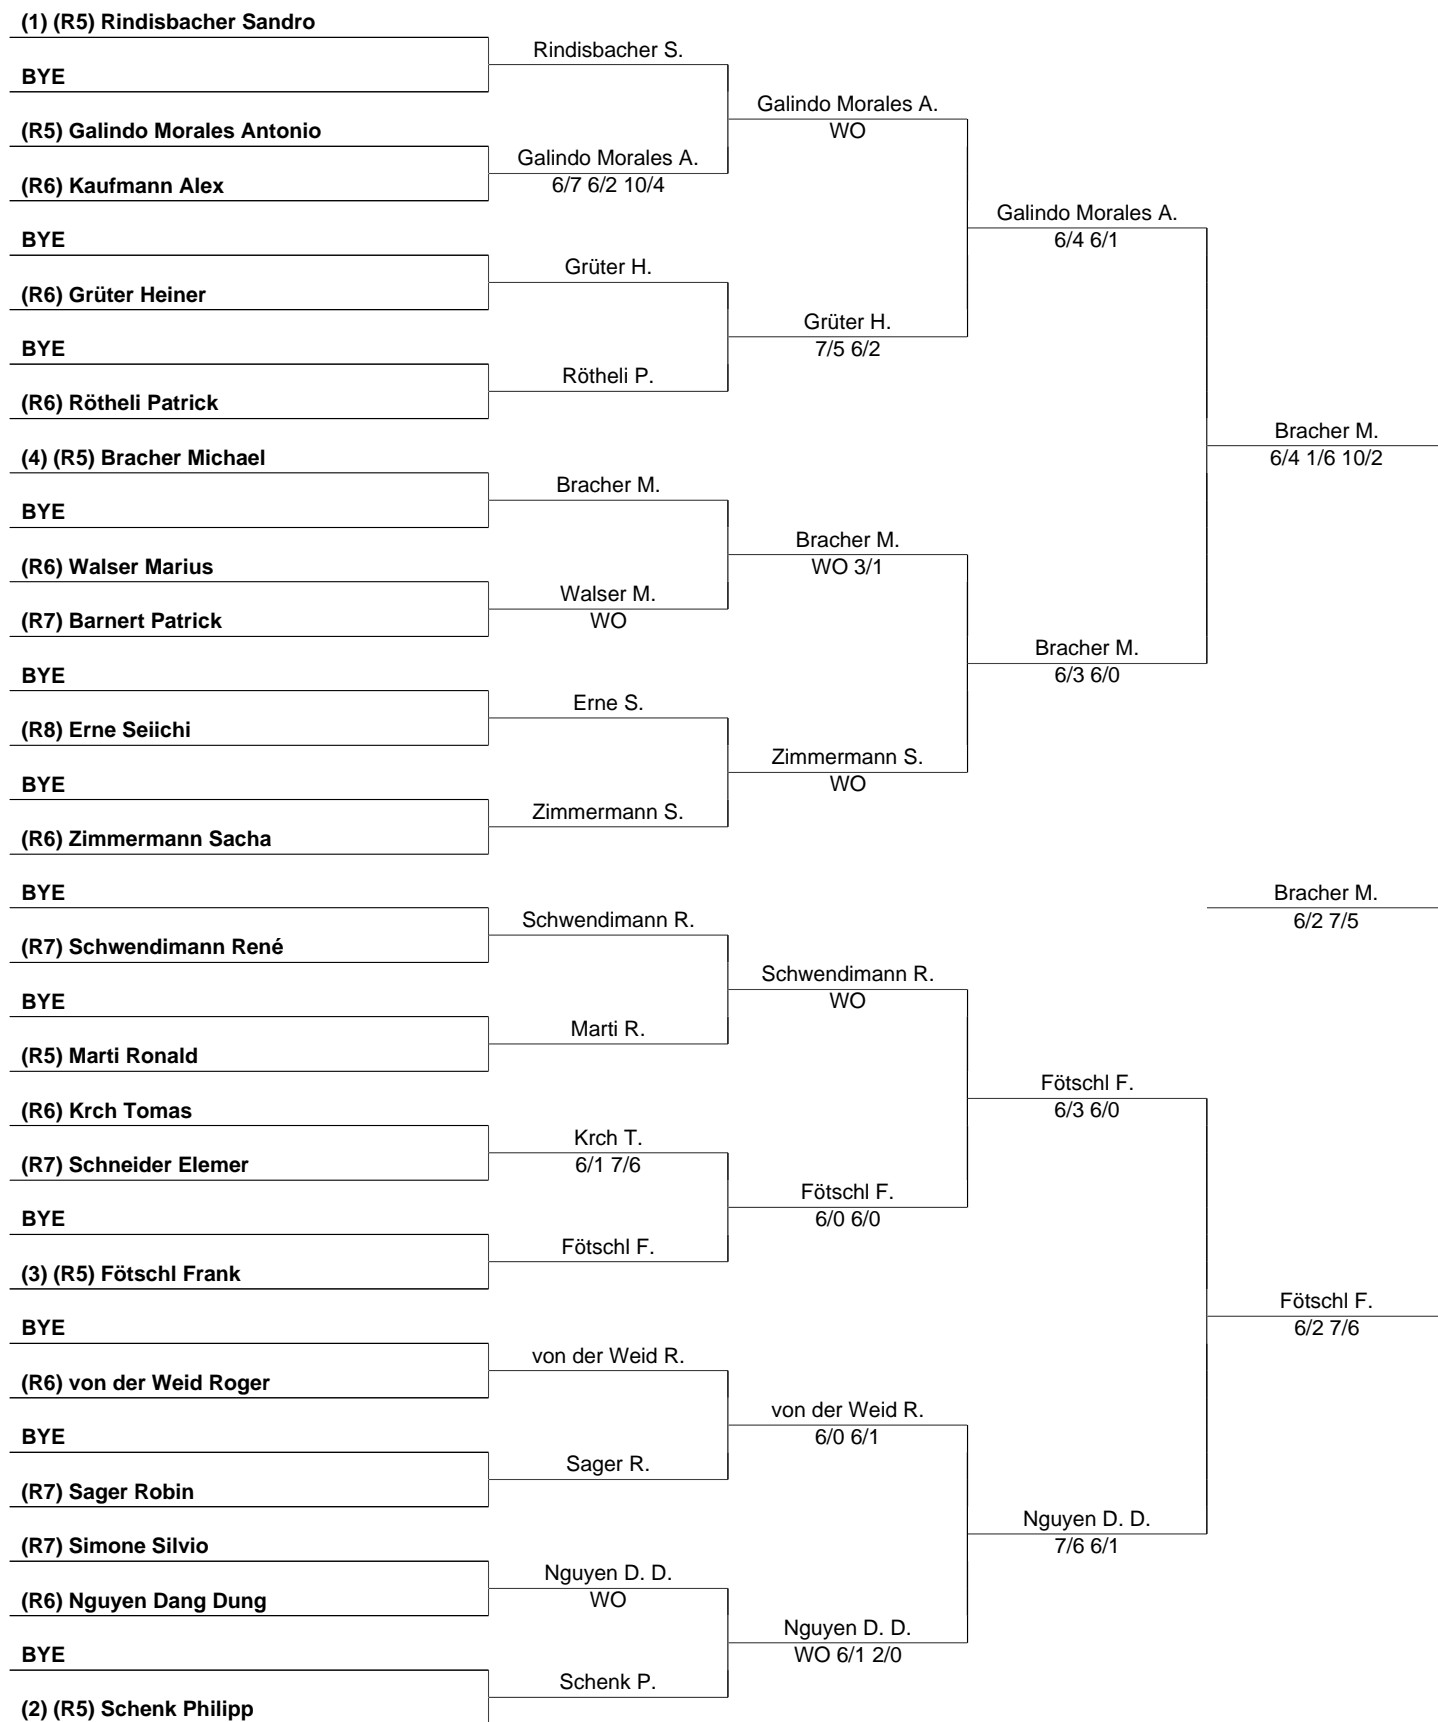 (1) (R5) Rindisbacher Sandro
BYE
(R5) Galindo Morales Antonio
(R6) Kaufmann Alex
BYE
(R6) Grüter Heiner
BYE
(R6) Rötheli Patrick
(4) (R5) Bracher Michael
BYE
(R6) Walser Marius
(R7) Barnert Patrick
BYE
(R8) Erne Seiichi
BYE
(R6) Zimmermann Sacha
BYE
(R7) Schwendimann René
BYE
(R5) Marti Ronald
(R6) Krch Tomas
(R7) Schneider Elemer
BYE
(3) (R5) Fötschl Frank
BYE
(R6) von der Weid Roger
BYE
(R7) Sager Robin
(R7) Simone Silvio
(R6) Nguyen Dang Dung
BYE
(2) (R5) Schenk Philipp
Rindisbacher S.
Galindo Morales A.
6/7 6/2 10/4
Grüter H.
Rötheli P.
Bracher M.
Walser M.
WO
Erne S.
Zimmermann S.
Schwendimann R.
Marti R.
Krch T.
6/1 7/6
Fötschl F.
von der Weid R.
Sager R.
Nguyen D. D.
WO
Schenk P.
Galindo Morales A.
WO
Grüter H.
7/5 6/2
Bracher M.
WO 3/1
Zimmermann S.
WO
Schwendimann R.
WO
Fötschl F.
6/0 6/0
von der Weid R.
6/0 6/1
Nguyen D. D.
WO 6/1 2/0
Galindo Morales A.
6/4 6/1
Bracher M.
6/3 6/0
Fötschl F.
6/3 6/0
Nguyen D. D.
7/6 6/1
Bracher M.
6/4 1/6 10/2
Bracher M.
6/2 7/5
Fötschl F.
6/2 7/6